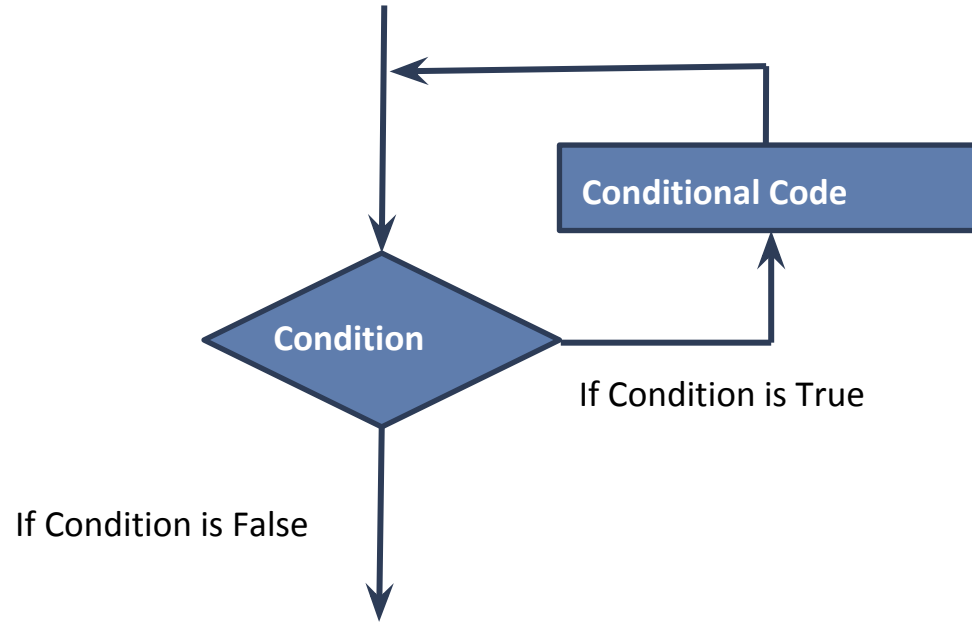 Conditional Code
Condition
If Condition is True
If Condition is False